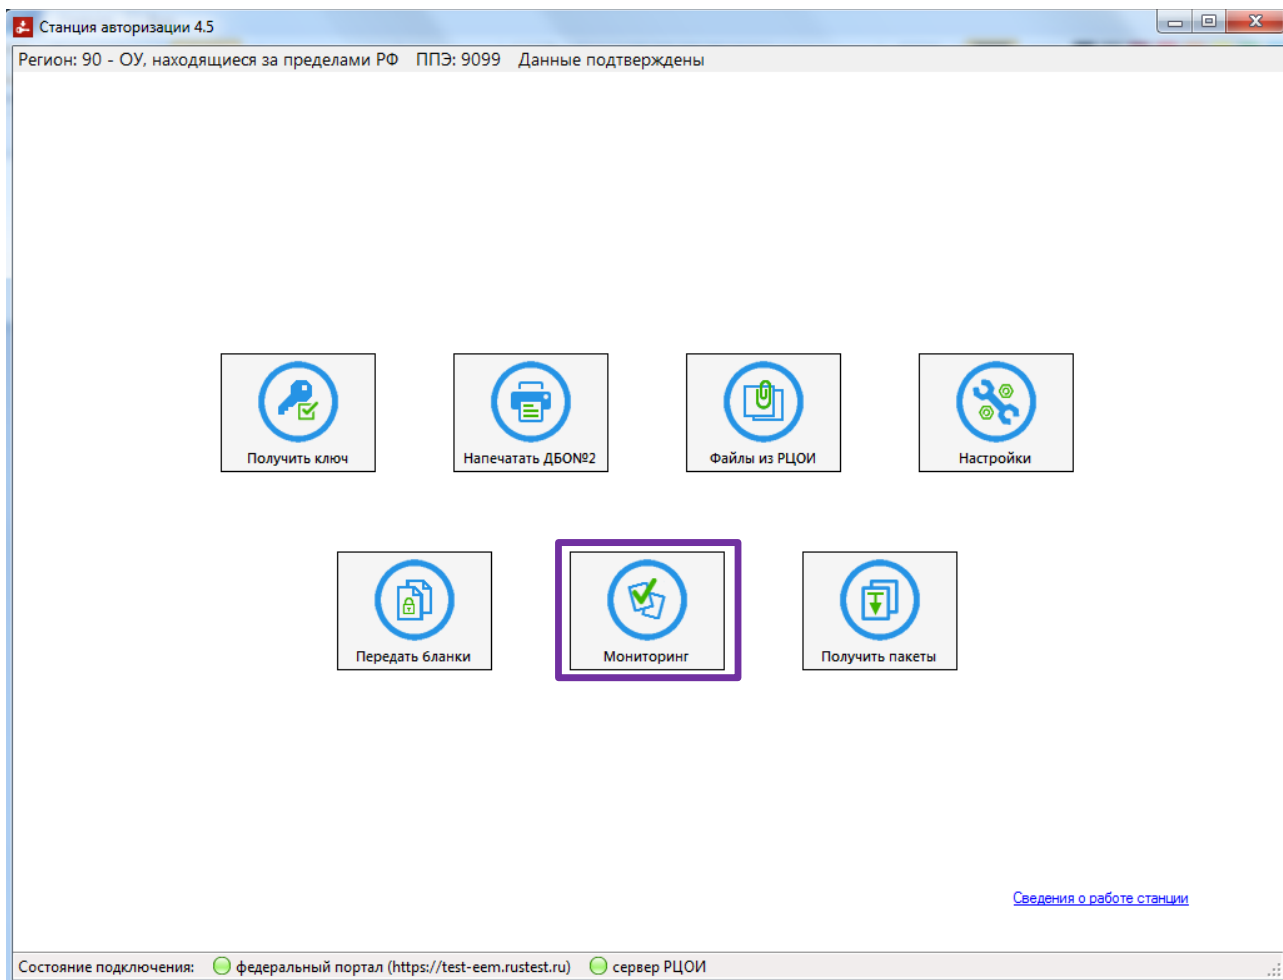 Станция авторизации 4.5
Регион: 90 - ОУ, находящиеся за пределами РФ ППЭ: 9099 Данные подтверждены
Получить ключ
Напечатать ДБО№2
Файлы из РЦОИ
Настройки
Передать бланки
Мониторинг
Получить пакеты
Сведения о работе станции
Состояние подключения: федеральный портал (https://test-eem.rustest.ru) сервер РЦОИ